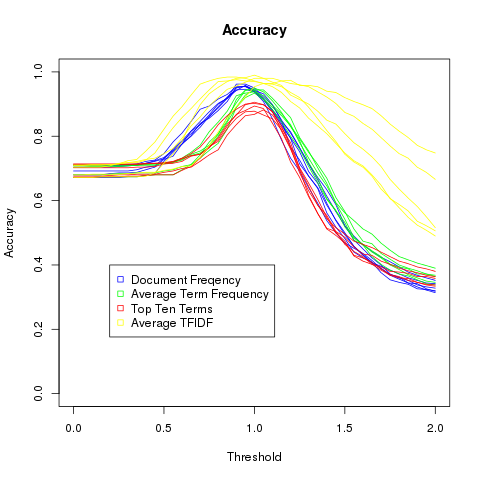 Accuracy
Accuracy
1.0
0.8
0.6
0.4
0.2
0.0
Document Freqency
Average Term Frequency
Top Ten Terms
Average TFIDF
0.0 0.5 1.0 1.5 2.0
Threshold